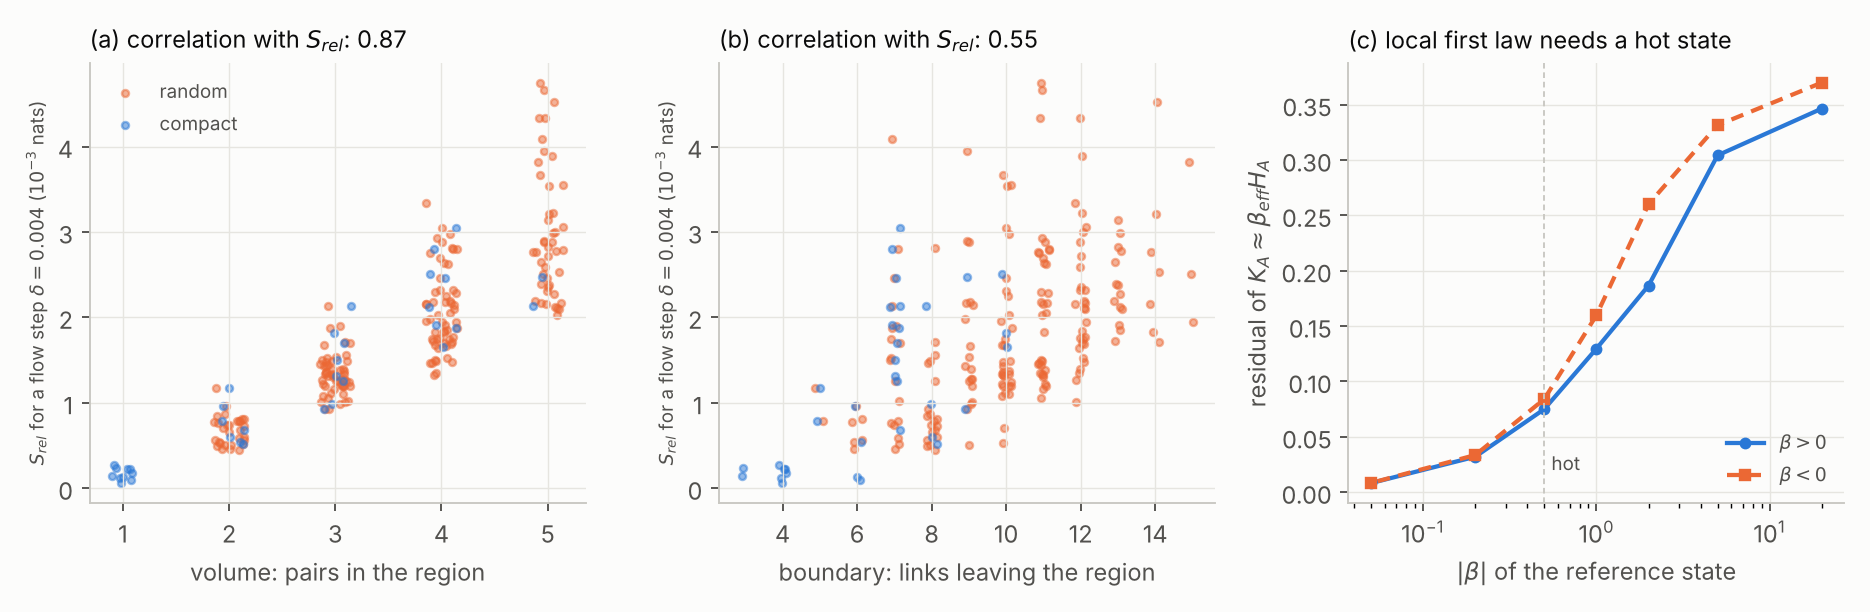 (a) correlation with S_rel: 0.87
S_rel for a flow step δ = 0.004 (10⁻³ nats)
random
compact
4
3
2
1
0
1 2 3 4 5
volume: pairs in the region
(b) correlation with S_rel: 0.55
S_rel for a flow step δ = 0.004 (10⁻³ nats)
4
3
2
1
0
4 6 8 10 12 14
boundary: links leaving the region
(c) local first law needs a hot state
residual of K_A ≈ β_eff H_A
0.35
0.30
0.25
0.20
0.15
0.10
0.05
0.00
hot
β > 0
β < 0
10⁻¹ 10⁰ 10¹
|β| of the reference state